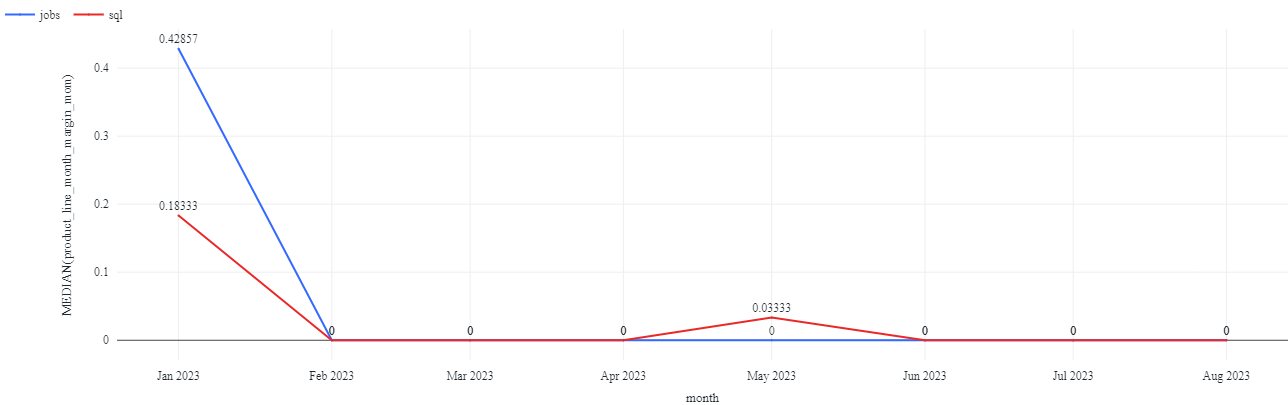 jobs sql
0.42857
0.4
0.3
0.2
0.18333
0.1
0.03333
0 0 0 0 0 0 0 0
MEDIAN(product_line_month_margin_mom)
Jan 2023 Feb 2023 Mar 2023 Apr 2023 May 2023 Jun 2023 Jul 2023 Aug 2023
month